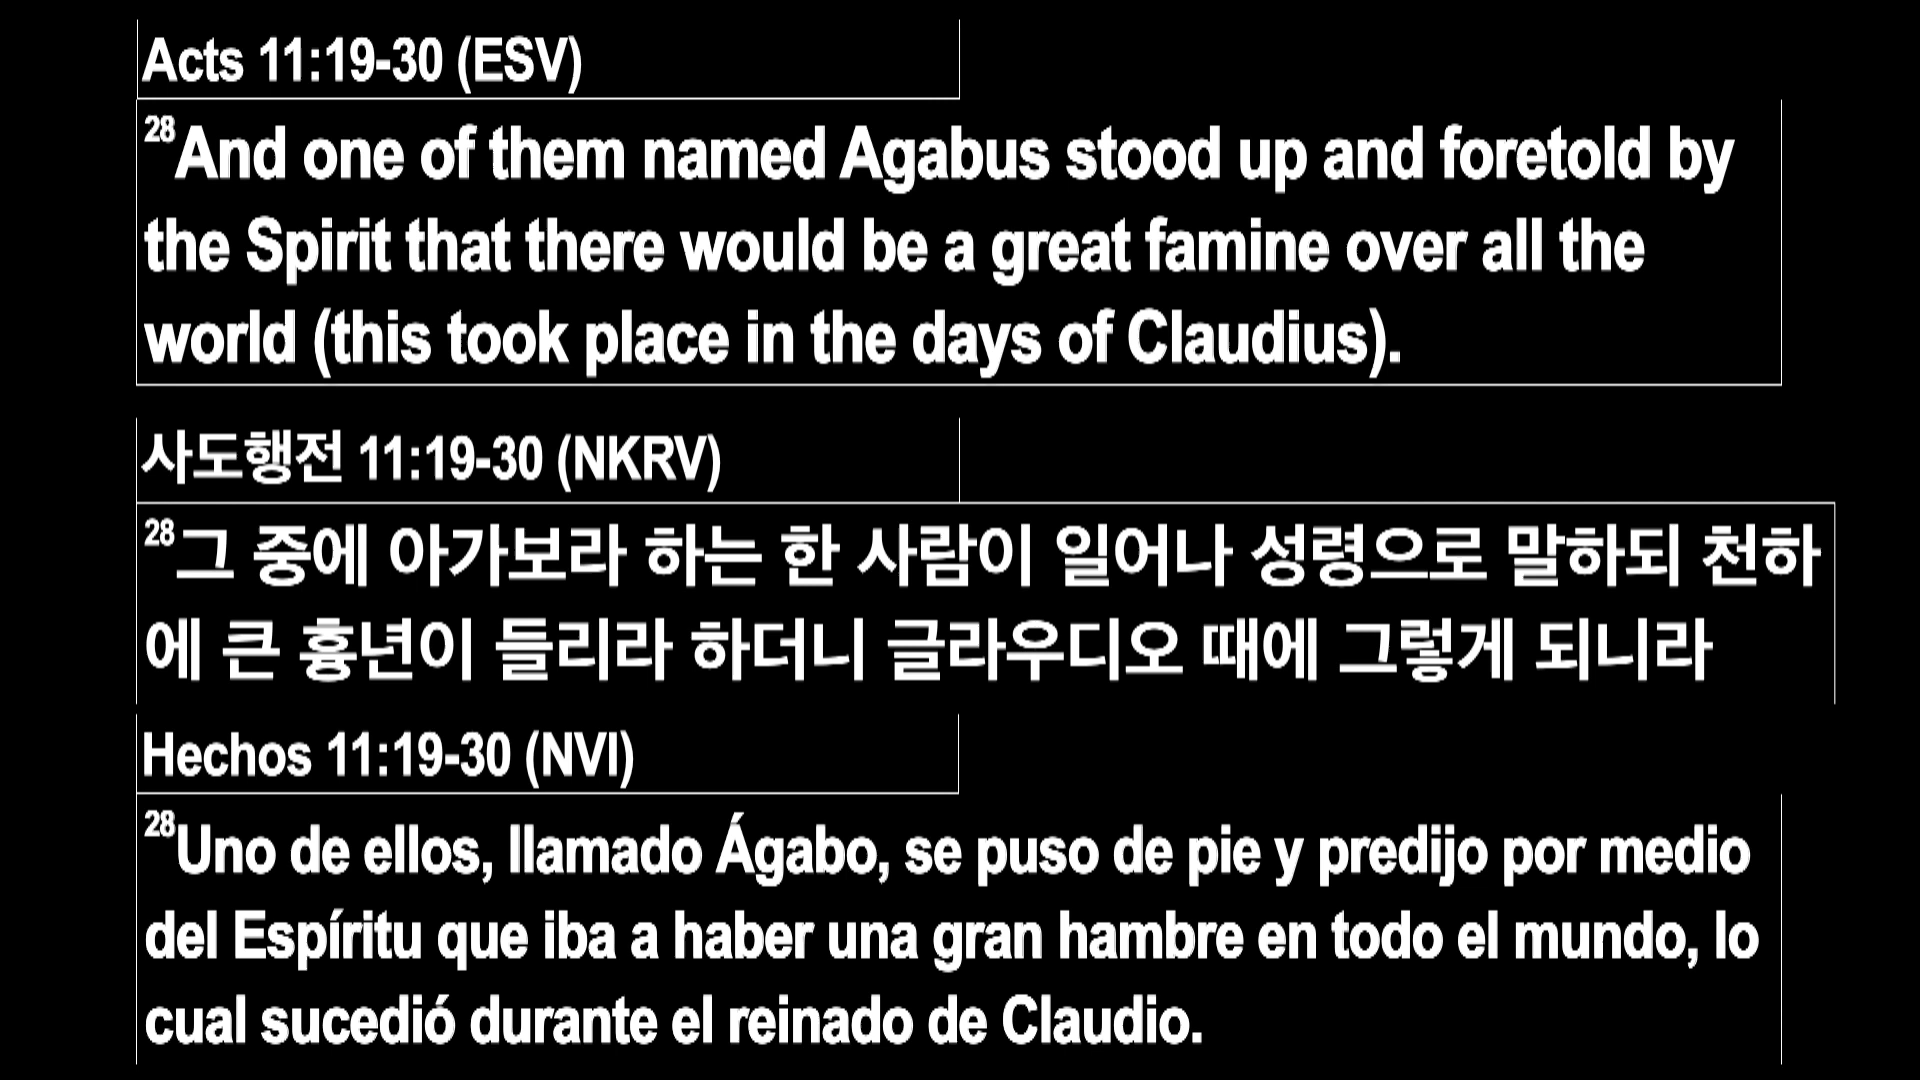 Acts 11:19-30 (ESV)
28And one of them named Agabus stood up and foretold by
the Spirit that there would be a great famine over all the
world (this took place in the days of Claudius).
사도행전 11:19-30 (NKRV)
28그 중에 아가보라 하는 한 사람이 일어나 성령으로 말하되 천하
에 큰 흉년이 들리라 하더니 글라우디오 때에 그렇게 되니라
Hechos 11:19-30 (NVI)
28Uno de ellos, llamado Ágabo, se puso de pie y predijo por medio
del Espíritu que iba a haber una gran hambre en todo el mundo, lo
cual sucedió durante el reinado de Claudio.